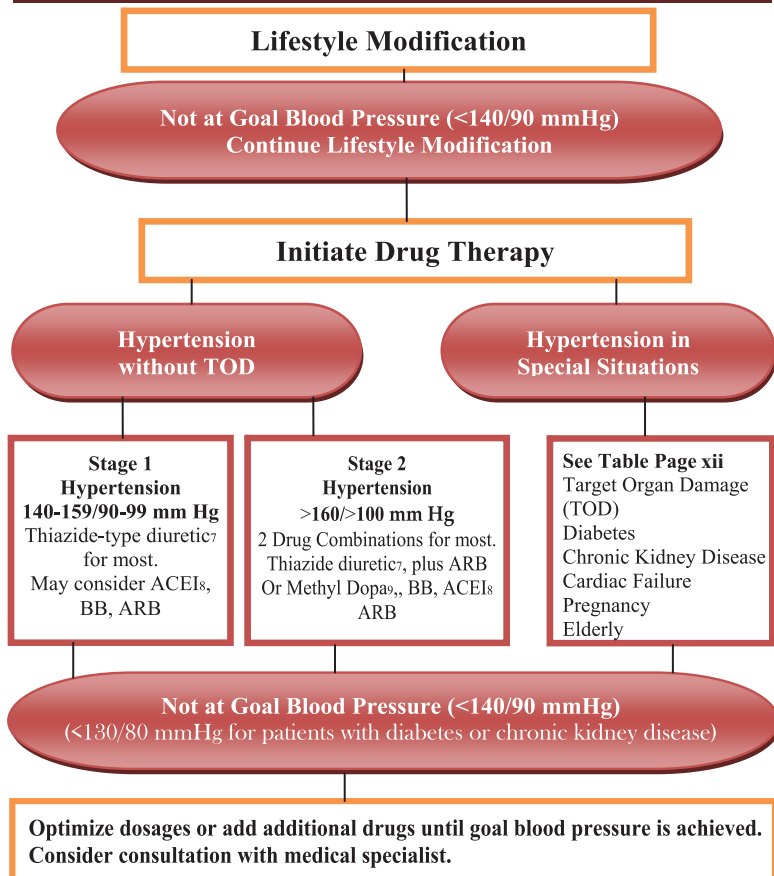 Lifestyle Modification
Not at Goal Blood Pressure (<140/90 mmHg)
Continue Lifestyle Modification
Initiate Drug Therapy
Hypertension
without TOD
Hypertension in
Special Situations
Stage 1
Hypertension
140-159/90-99 mm Hg
Thiazide-type diuretic7
for most.
May consider ACEI8,
BB, ARB
Stage 2
Hypertension
>160/>100 mm Hg
2 Drug Combinations for most.
Thiazide diuretic7, plus ARB
Or Methyl Dopa9,, BB, ACEI8
ARB
See Table Page xii
Target Organ Damage
(TOD)
Diabetes
Chronic Kidney Disease
Cardiac Failure
Pregnancy
Elderly
Not at Goal Blood Pressure (<140/90 mmHg)
(<130/80 mmHg for patients with diabetes or chronic kidney disease)
Optimize dosages or add additional drugs until goal blood pressure is achieved.
Consider consultation with medical specialist.